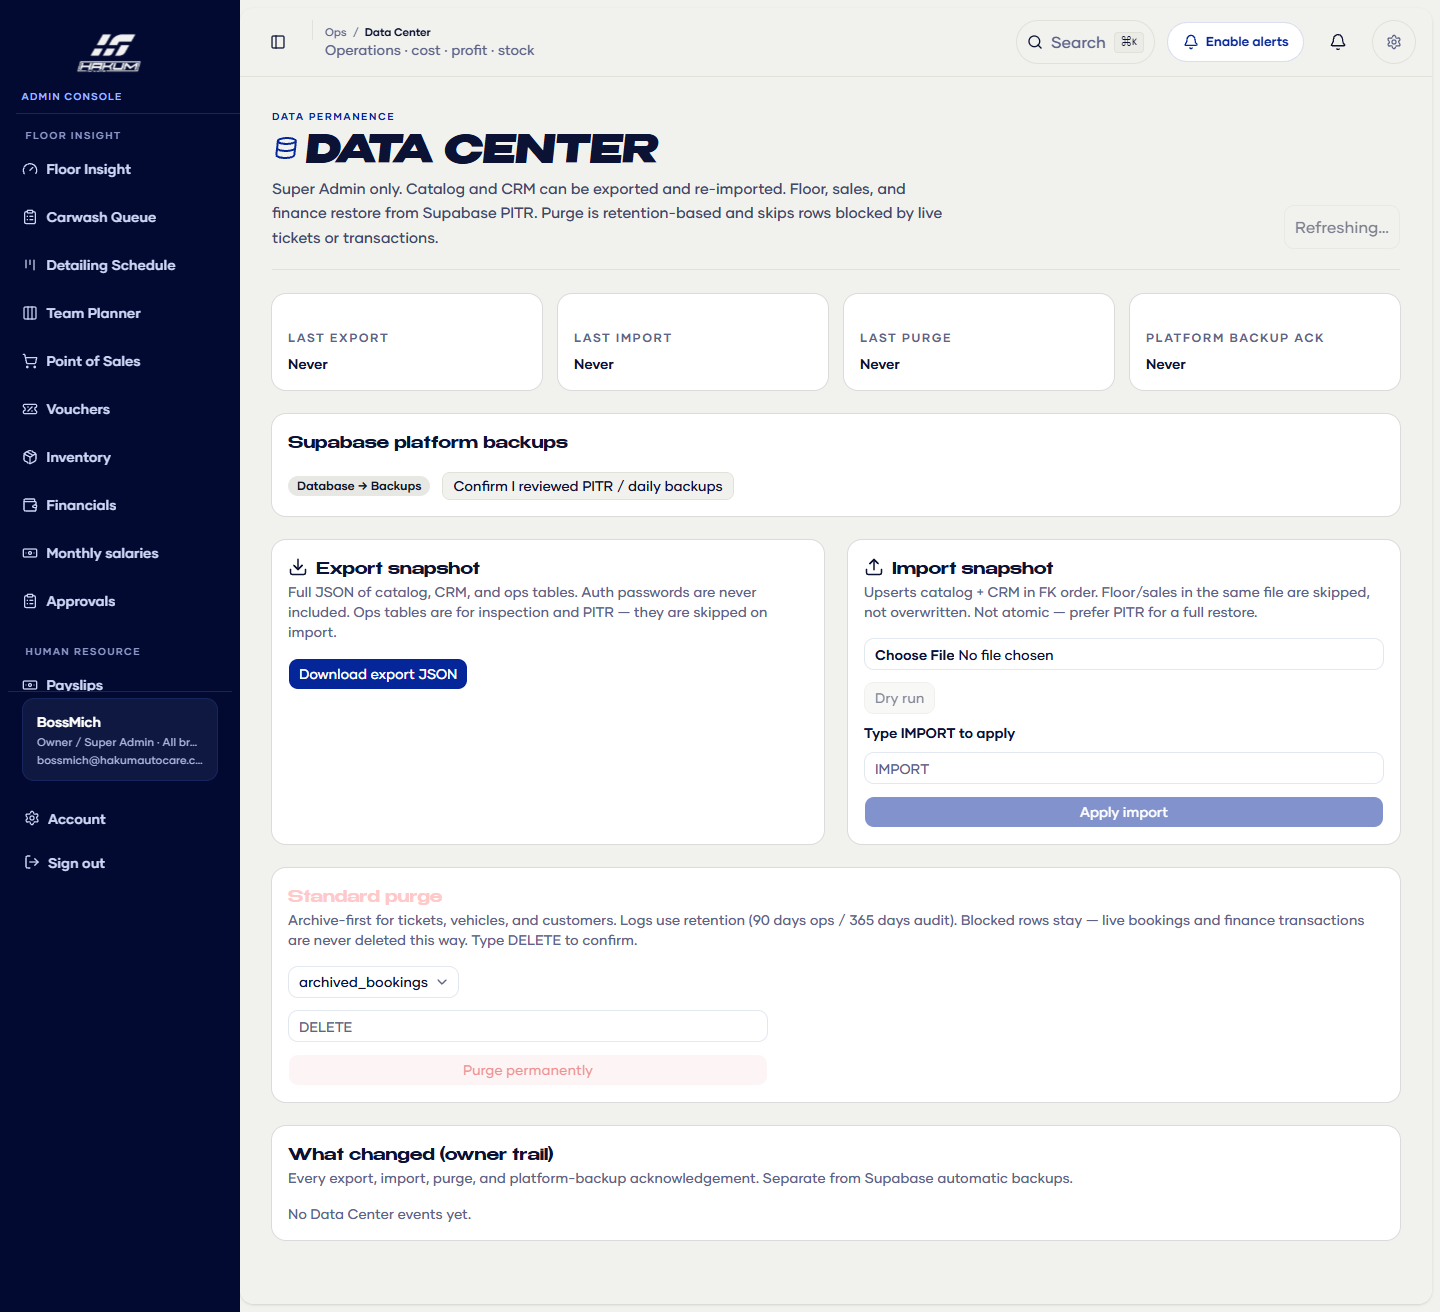 HAKUM
ADMIN CONSOLE
FLOOR INSIGHT
Floor Insight
Carwash Queue
Detailing Schedule
Team Planner
Point of Sales
Vouchers
Inventory
Financials
Monthly salaries
Approvals
HUMAN RESOURCE
Payslips
BossMich
Owner / Super Admin · All br...
bossmich@hakumautocare.c...
Account
Sign out
Ops / Data Center
Operations · cost · profit · stock
Search ⌘K
Enable alerts
DATA PERMANENCE
DATA CENTER
Super Admin only. Catalog and CRM can be exported and re-imported. Floor, sales, and
finance restore from Supabase PITR. Purge is retention-based and skips rows blocked by live
tickets or transactions.
Refreshing...
LAST EXPORT
Never
LAST IMPORT
Never
LAST PURGE
Never
PLATFORM BACKUP ACK
Never
Supabase platform backups
Database → Backups
Confirm I reviewed PITR / daily backups
Export snapshot
Full JSON of catalog, CRM, and ops tables. Auth passwords are never
included. Ops tables are for inspection and PITR — they are skipped on
import.
Download export JSON
Import snapshot
Upserts catalog + CRM in FK order. Floor/sales in the same file are skipped,
not overwritten. Not atomic — prefer PITR for a full restore.
Choose File No file chosen
Dry run
Type IMPORT to apply
IMPORT
Apply import
Standard purge
Archive-first for tickets, vehicles, and customers. Logs use retention (90 days ops / 365 days audit). Blocked rows stay — live bookings and finance transactions
are never deleted this way. Type DELETE to confirm.
archived_bookings
DELETE
Purge permanently
What changed (owner trail)
Every export, import, purge, and platform-backup acknowledgement. Separate from Supabase automatic backups.
No Data Center events yet.